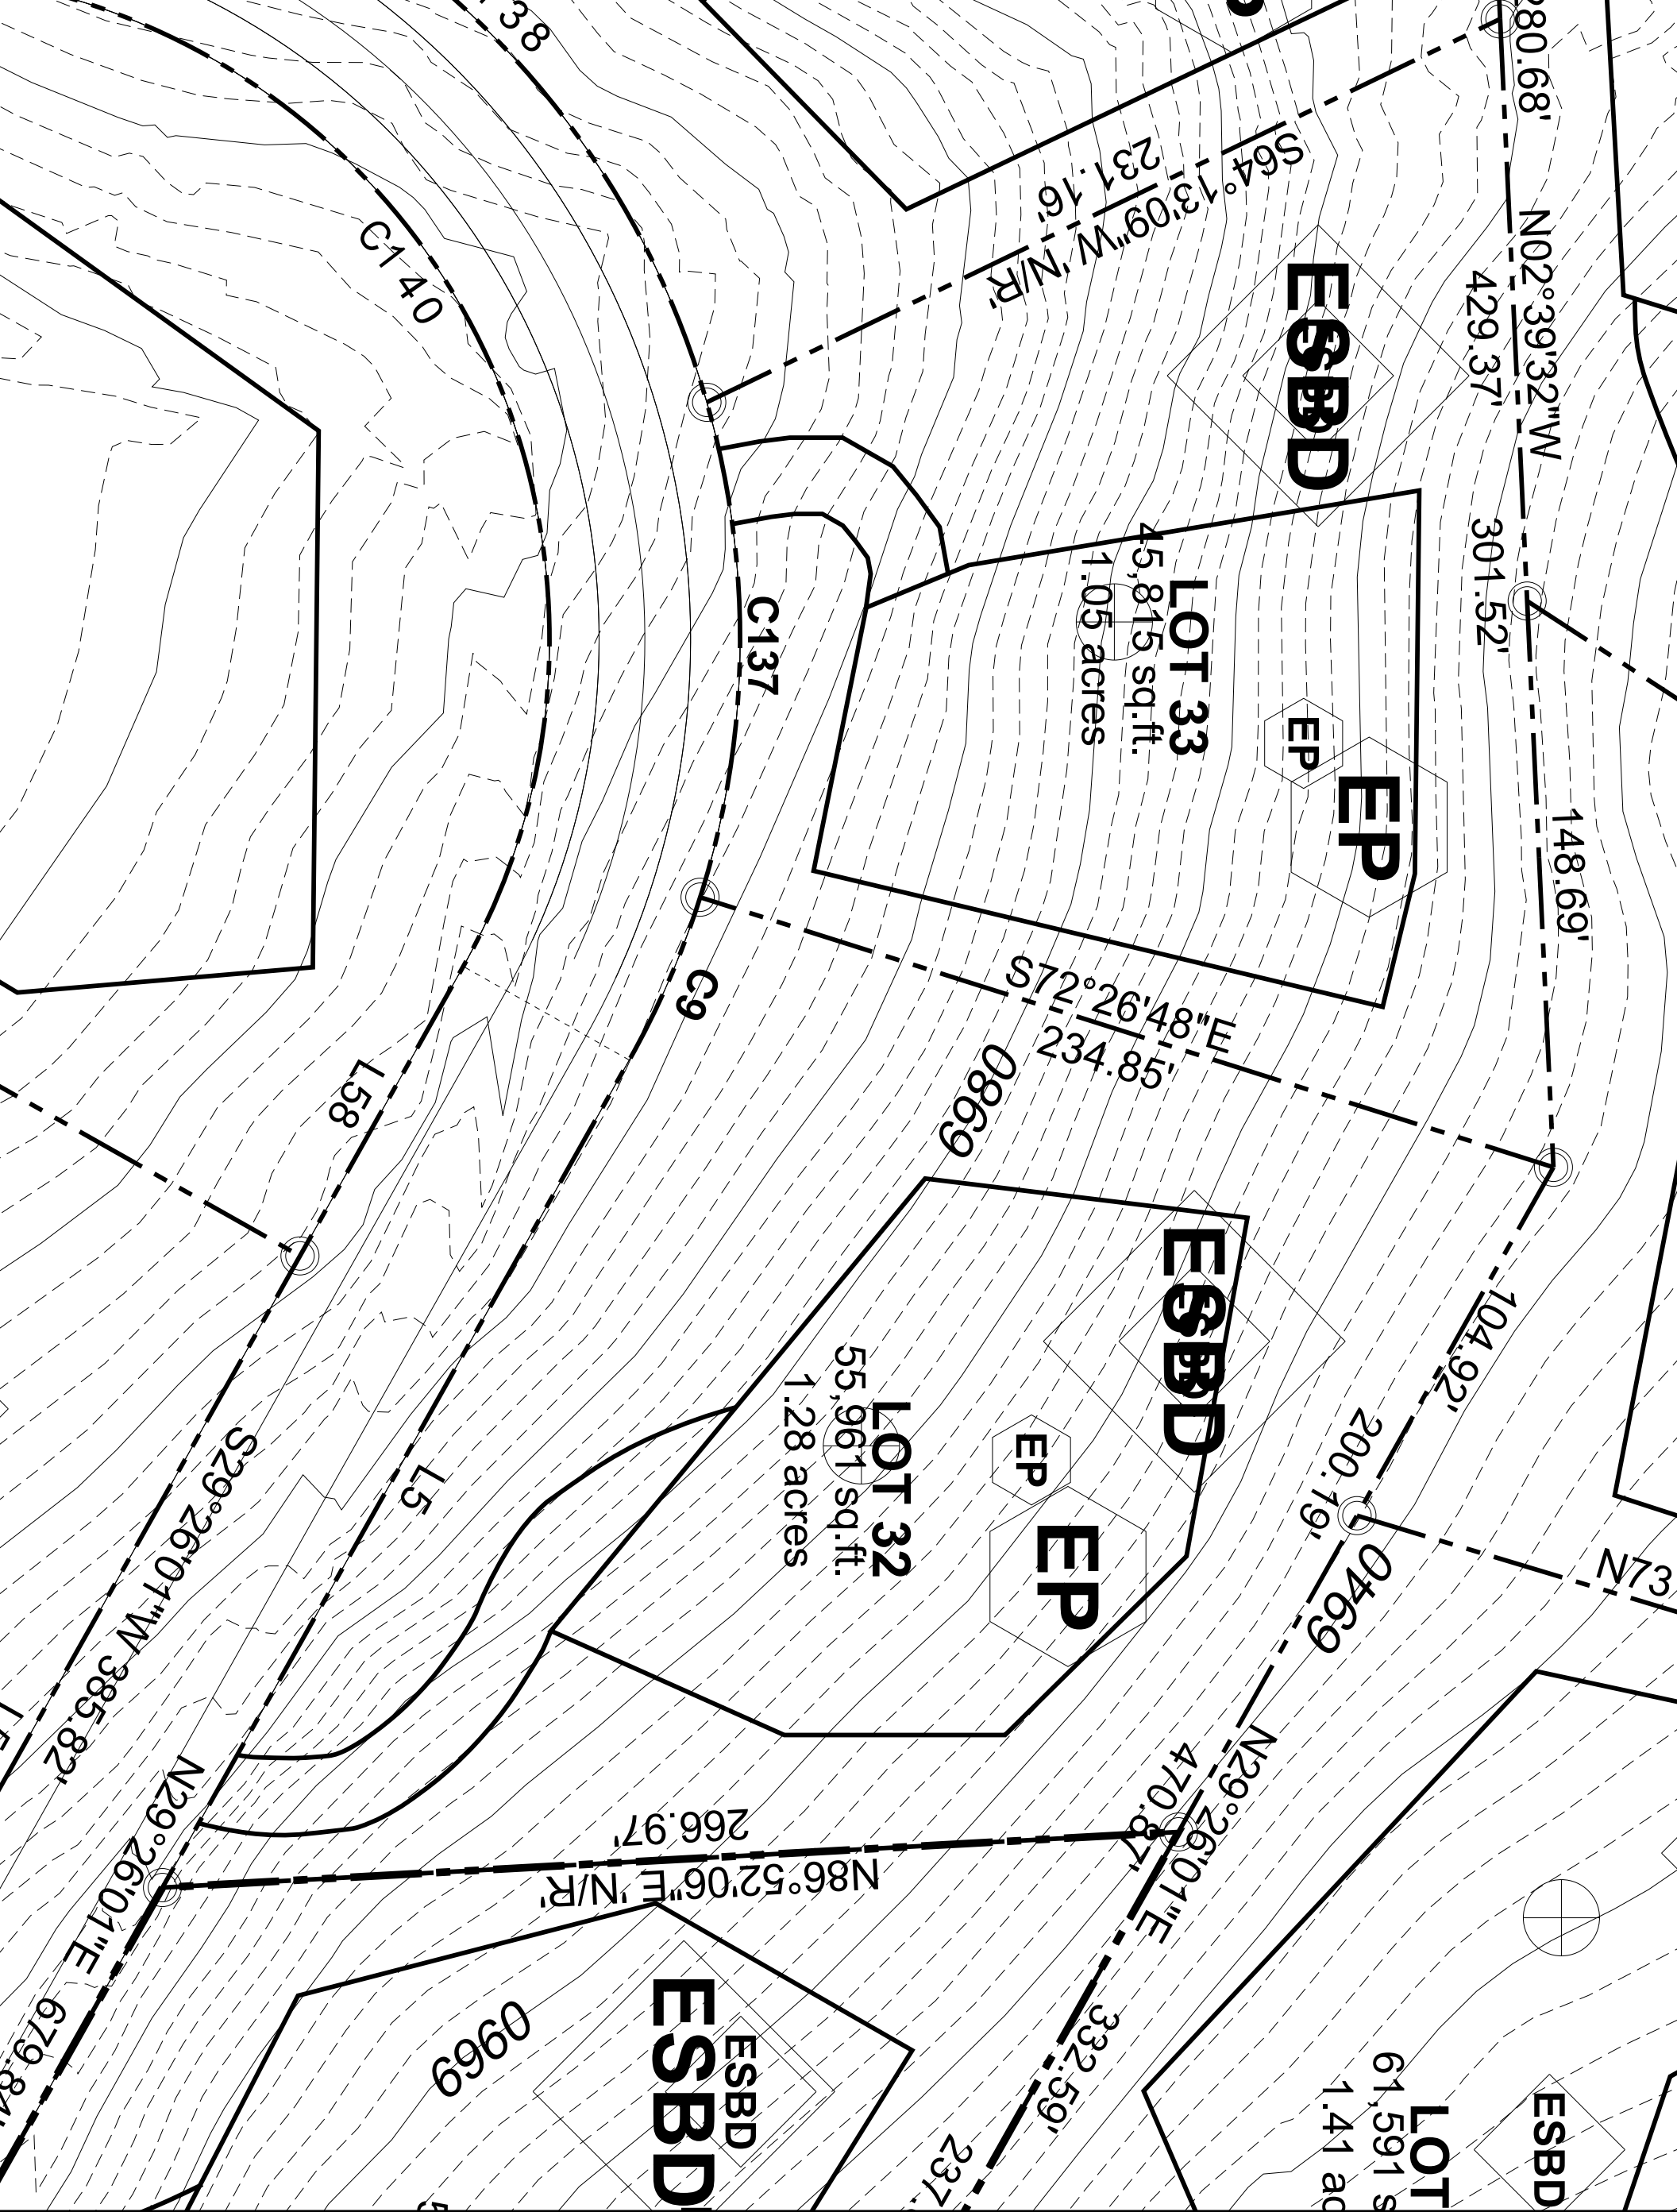 280.68'
S64°13'09"W 'N/R'
231.16'
N02°39'32"W
429.37'
C140
ESBD
ESBD
301.52'
LOT 33
45,815 sq.ft.
1.05 acres
C137
EP
EP
148.69'
C9
S72°26'48"E
234.85'
6980
L58
ESBD
ESBD
104.92'
200.19'
LOT 32
55,961 sq.ft.
1.28 acres
EP
EP
6940
N73
L5
S29°26'01"W 385.82'
N29°26'01"E
679.84'
266.97'
N86°52'06"E 'N/R'
470.87'
N29°26'01"E
332.59'
237.
6960
ESBD
ESBD
LOT
61,591 s
1.41 ac
ESBD